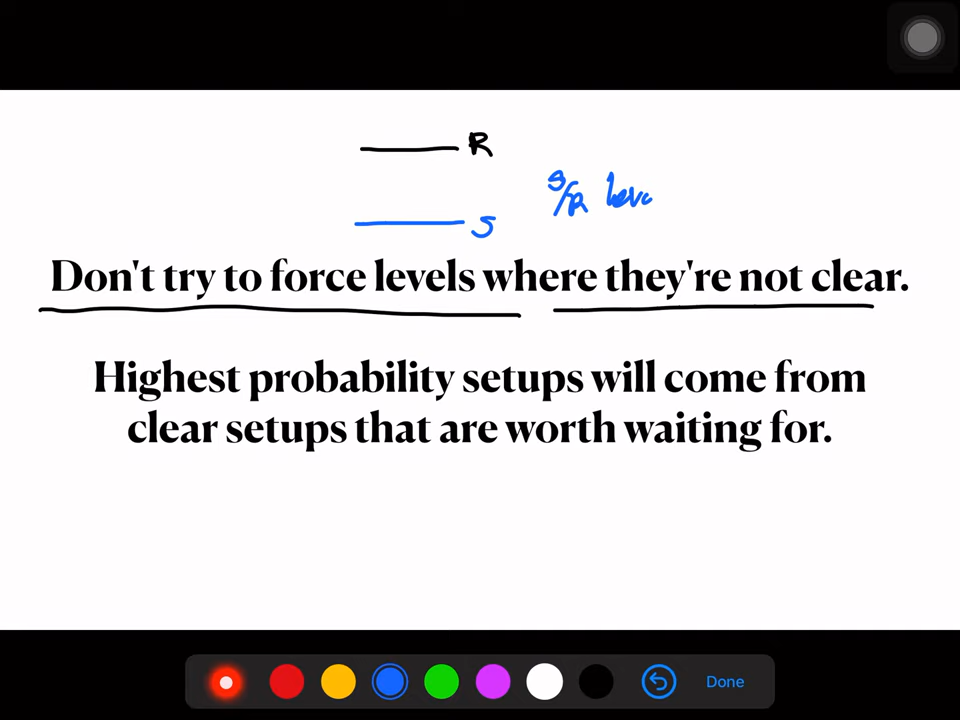 R
S/R leve
S
Don't try to force levels where they're not clear.
Highest probability setups will come from
clear setups that are worth waiting for.
Done